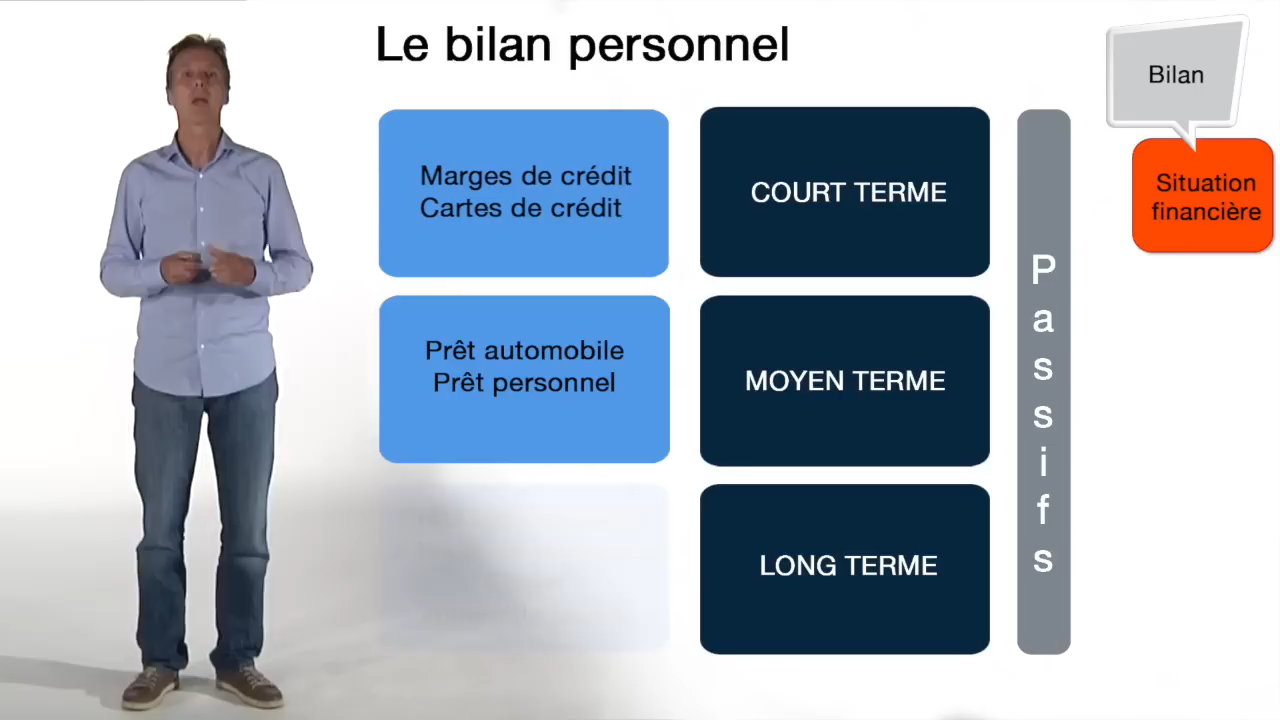 Le bilan personnel
Marges de crédit
Cartes de crédit
COURT TERME
Prêt automobile
Prêt personnel
MOYEN TERME
LONG TERME
Passifs
Bilan
Situation
financière